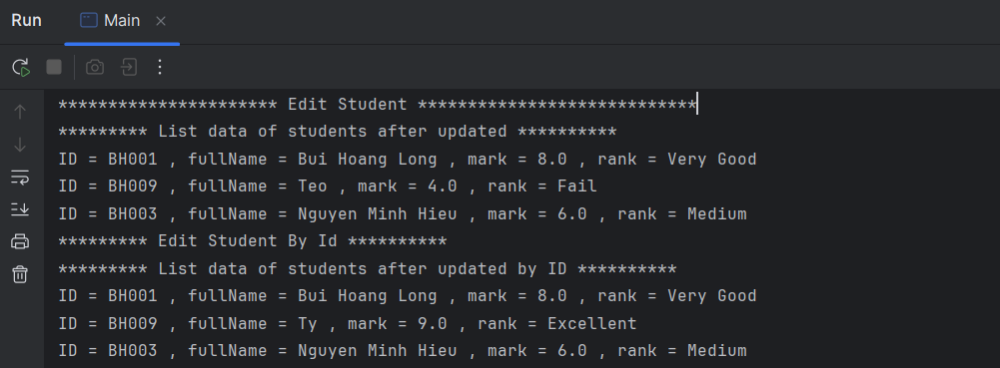 Run Main
********************** Edit Student ****************************
********* List data of students after updated **********
ID = BH001 , fullName = Bui Hoang Long , mark = 8.0 , rank = Very Good
ID = BH009 , fullName = Teo , mark = 4.0 , rank = Fail
ID = BH003 , fullName = Nguyen Minh Hieu , mark = 6.0 , rank = Medium
********* Edit Student By Id **********
********* List data of students after updated by ID **********
ID = BH001 , fullName = Bui Hoang Long , mark = 8.0 , rank = Very Good
ID = BH009 , fullName = Ty , mark = 9.0 , rank = Excellent
ID = BH003 , fullName = Nguyen Minh Hieu , mark = 6.0 , rank = Medium